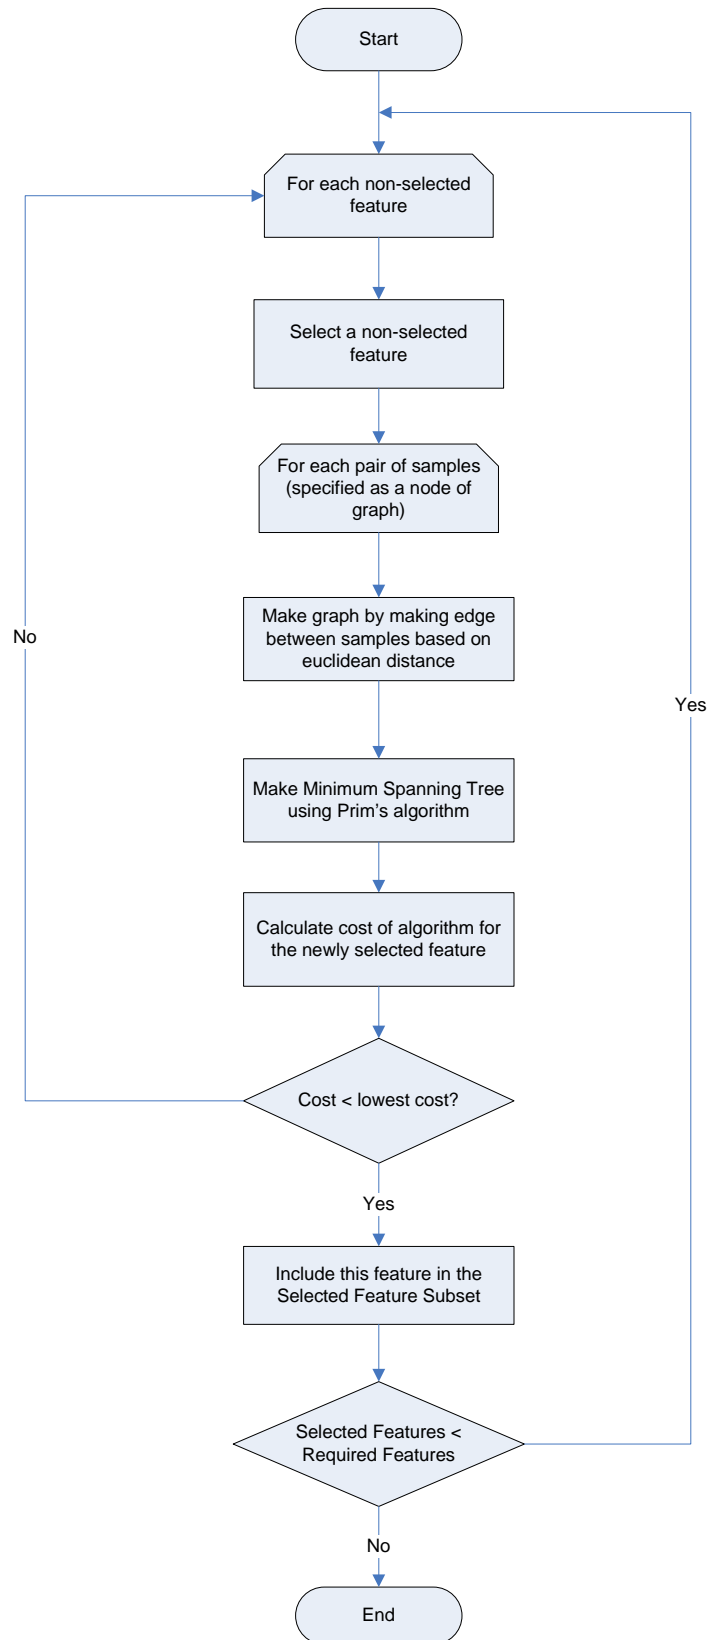 Start
For each non-selected
feature
Select a non-selected
feature
For each pair of samples
(specified as a node of
graph)
Make graph by making edge
between samples based on
euclidean distance
No
Yes
Make Minimum Spanning Tree
using Prim's algorithm
Calculate cost of algorithm for
the newly selected feature
Cost < lowest cost?
Yes
Include this feature in the
Selected Feature Subset
Selected Features <
Required Features
No
End